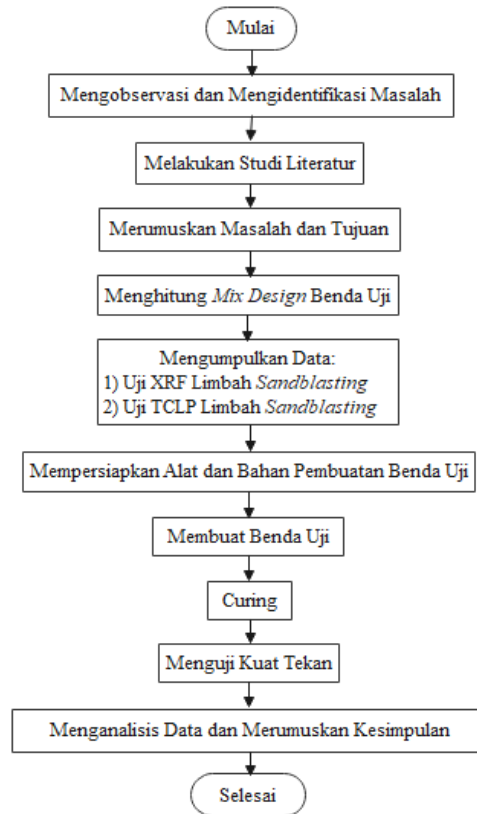 Mulai
Mengobservasi dan Mengidentifikasi Masalah
Melakukan Studi Literatur
Merumuskan Masalah dan Tujuan
Menghitung Mix Design Benda Uji
Mengumpulkan Data:
1) Uji XRF Limbah Sandblasting
2) Uji TCLP Limbah Sandblasting
Mempersiapkan Alat dan Bahan Pembuatan Benda Uji
Membuat Benda Uji
Curing
Menguji Kuat Tekan
Menganalisis Data dan Merumuskan Kesimpulan
Selesai